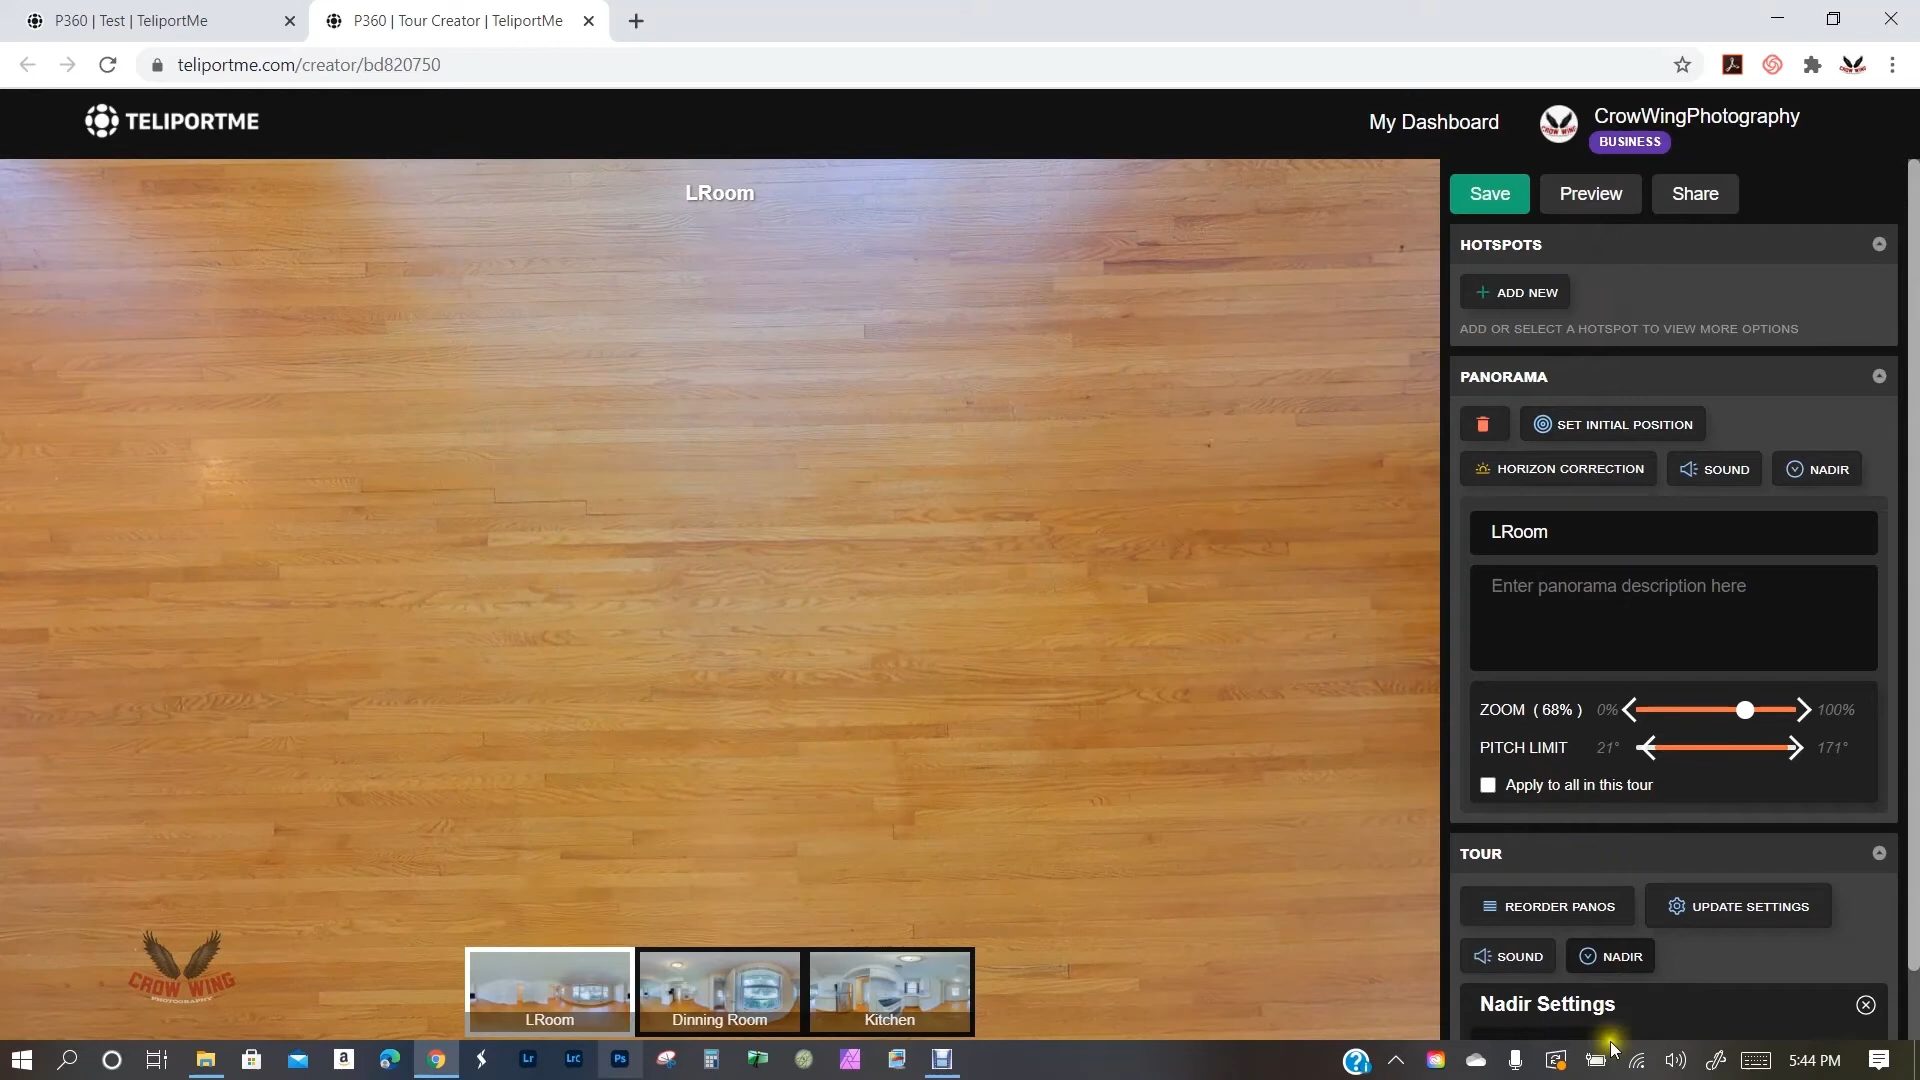 P360 | Test | TeliportMe
P360 | Tour Creator | TeliportMe
teliportme.com/creator/bd820750
TELIPORTME
My Dashboard
CrowWingPhotography
BUSINESS
LRoom
Save
Preview
Share
HOTSPOTS
+ ADD NEW
ADD OR SELECT A HOTSPOT TO VIEW MORE OPTIONS
PANORAMA
SET INITIAL POSITION
HORIZON CORRECTION
SOUND
NADIR
LRoom
Enter panorama description here
ZOOM ( 68% ) 0% 100%
PITCH LIMIT 21° 171°
Apply to all in this tour
TOUR
REORDER PANOS
UPDATE SETTINGS
SOUND
NADIR
Nadir Settings
CROW WING
PHOTOGRAPHY
LRoom
Dinning Room
Kitchen
a
Lr
LrC
Ps
5:44 PM